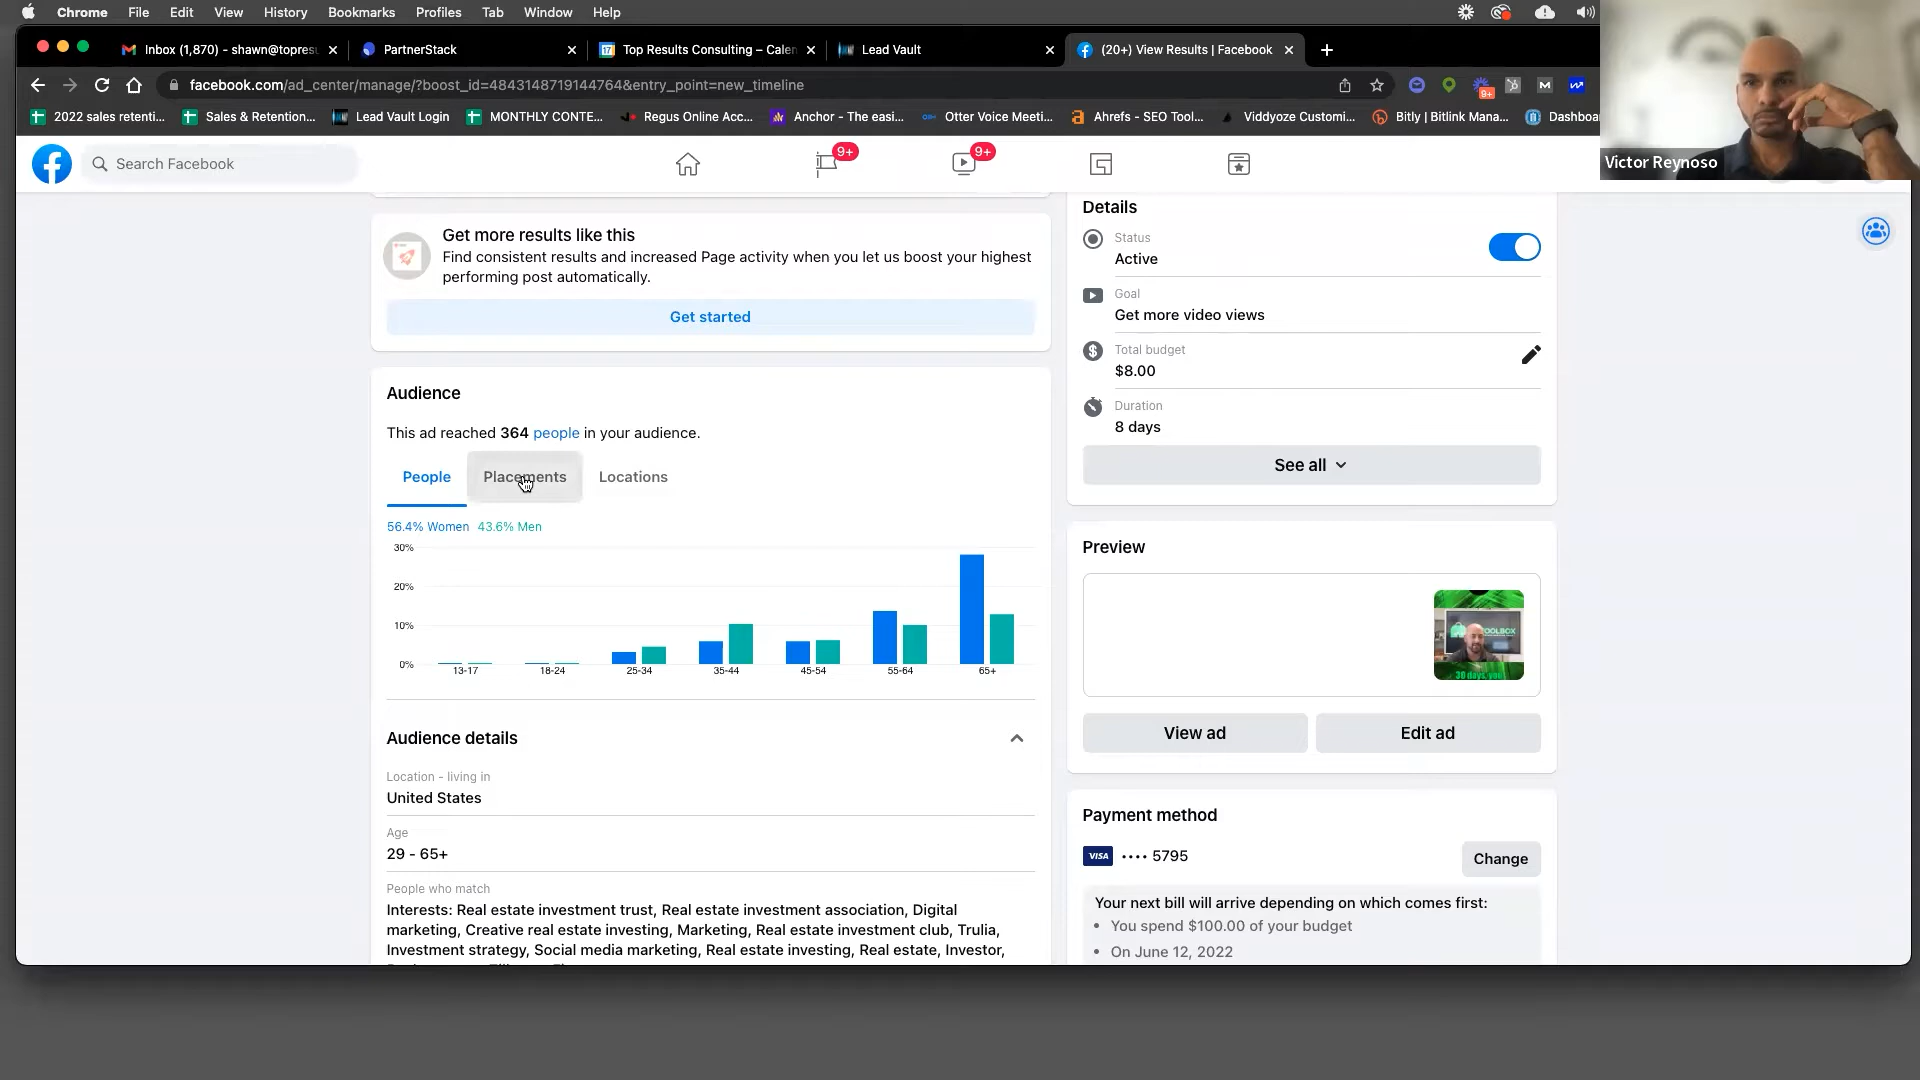 Chrome File Edit View History Bookmarks Profiles Tab Window Help
Inbox (1,870) - shawn@topresu
PartnerStack
Top Results Consulting – Calen
Lead Vault
(20+) View Results | Facebook
facebook.com/ad_center/manage/?boost_id=4843148719144764&entry_point=new_timeline
9+
2022 sales retenti...
Sales & Retention...
Lead Vault Login
MONTHLY CONTE...
Regus Online Acc...
Anchor - The easi...
Otter Voice Meeti...
Ahrefs - SEO Tool...
Viddyoze Customi...
Bitly | Bitlink Mana...
Dashboa
Victor Reynoso
Search Facebook
9+
9+
Get more results like this
Find consistent results and increased Page activity when you let us boost your highest
performing post automatically.
Get started
Audience
This ad reached 364 people in your audience.
People
Placements
Locations
56.4% Women 43.6% Men
30%
20%
10%
0%
13-17
18-24
25-34
35-44
45-54
55-64
65+
Audience details
Location - living in
United States
Age
29 - 65+
People who match
Interests: Real estate investment trust, Real estate investment association, Digital
marketing, Creative real estate investing, Marketing, Real estate investment club, Trulia,
Investment strategy, Social media marketing, Real estate investing, Real estate, Investor,
Details
Status
Active
Goal
Get more video views
Total budget
$8.00
Duration
8 days
See all
Preview
TOOLBOX
30 days, you
View ad
Edit ad
Payment method
VISA
•••• 5795
Change
Your next bill will arrive depending on which comes first:
• You spend $100.00 of your budget
• On June 12, 2022